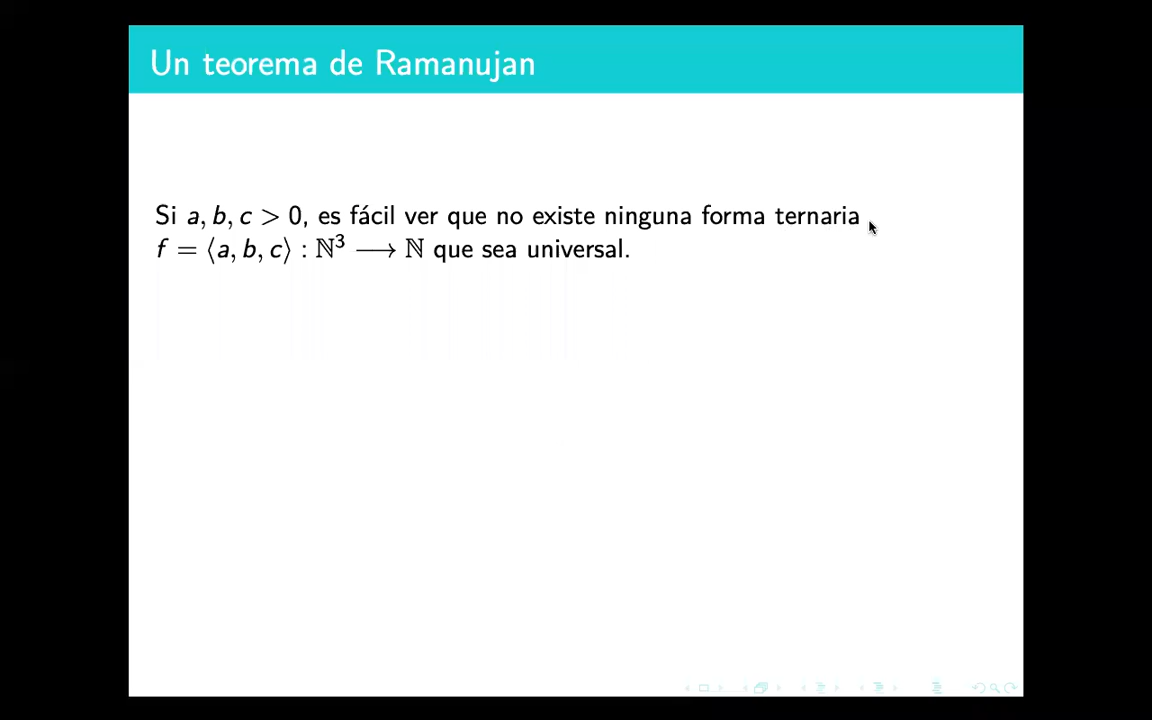 Un teorema de Ramanujan
Si a, b, c > 0, es fácil ver que no existe ninguna forma ternaria
f = ⟨a, b, c⟩ : ℕ³ ⟶ ℕ que sea universal.